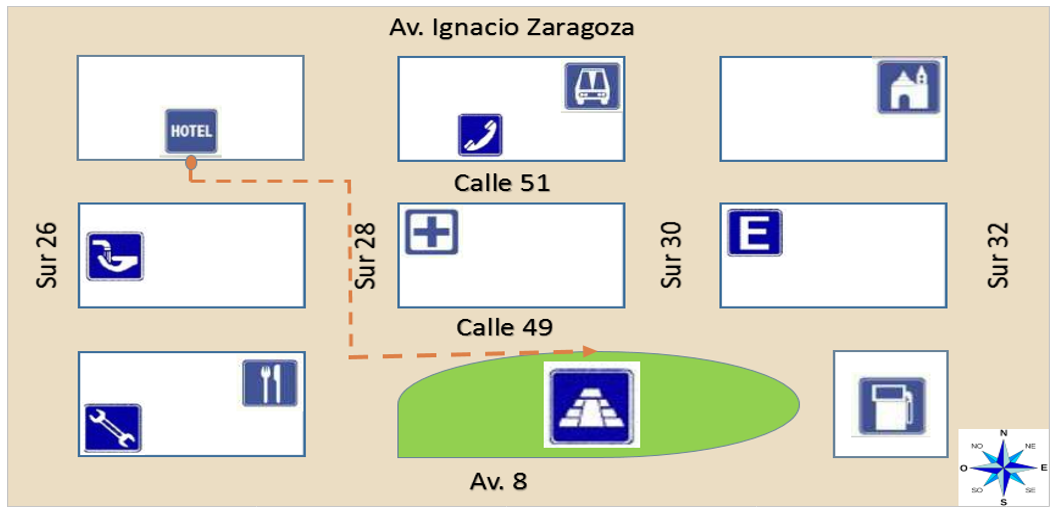 Av. Ignacio Zaragoza
HOTEL
Calle 51
Sur 26
Sur 28
Sur 30
E
Sur 32
Calle 49
Av. 8
N
NO
NE
O
E
SO
SE
S